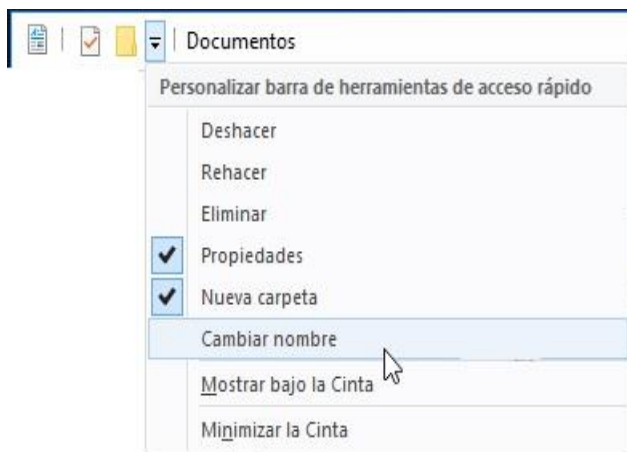 Documentos
Personalizar barra de herramientas de acceso rápido
Deshacer
Rehacer
Eliminar
Propiedades
Nueva carpeta
Cambiar nombre
Mostrar bajo la Cinta
Minimizar la Cinta